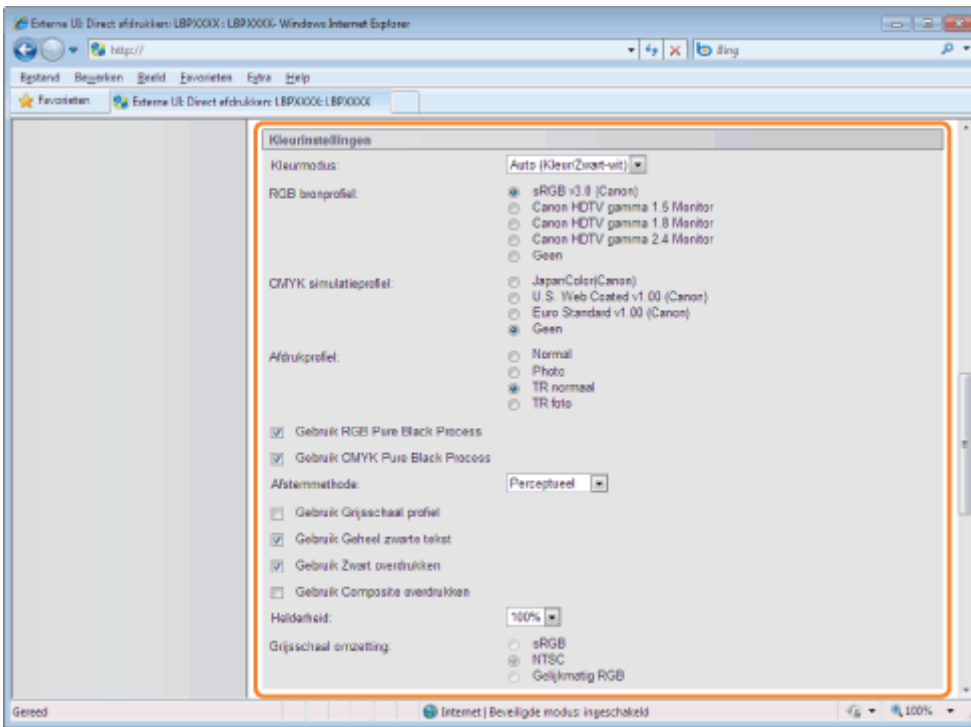 Externe UI: Direct afdrukken: LBPXXXX : LBPXXXX- Windows Internet Explorer
http://
Bing
Bestand Bewerken Beeld Favorieten Extra Help
Favorieten Externe UI: Direct afdrukken: LBPXXXX: LBPXXXX
Kleurinstellingen
Kleurmodus: Auto (Kleur/Zwart-wit)
RGB bronprofiel: sRGB v3.0 (Canon)
Canon HDTV gamma 1.5 Monitor
Canon HDTV gamma 1.8 Monitor
Canon HDTV gamma 2.4 Monitor
Geen
CMYK simulatieprofiel: JapanColor(Canon)
U.S. Web Coated v1.00 (Canon)
Euro Standard v1.00 (Canon)
Geen
Afdrukprofiel: Normal
Photo
TR normaal
TR foto
Gebruik RGB Pure Black Process
Gebruik CMYK Pure Black Process
Afstemmethode: Perceptueel
Gebruik Grijsschaal profiel
Gebruik Geheel zwarte tekst
Gebruik Zwart overdrukken
Gebruik Composite overdrukken
Helderheid: 100%
Grijsschaal omzetting: sRGB
NTSC
Gelijkmatig RGB
Gereed Internet | Beveiligde modus: ingeschakeld 100%